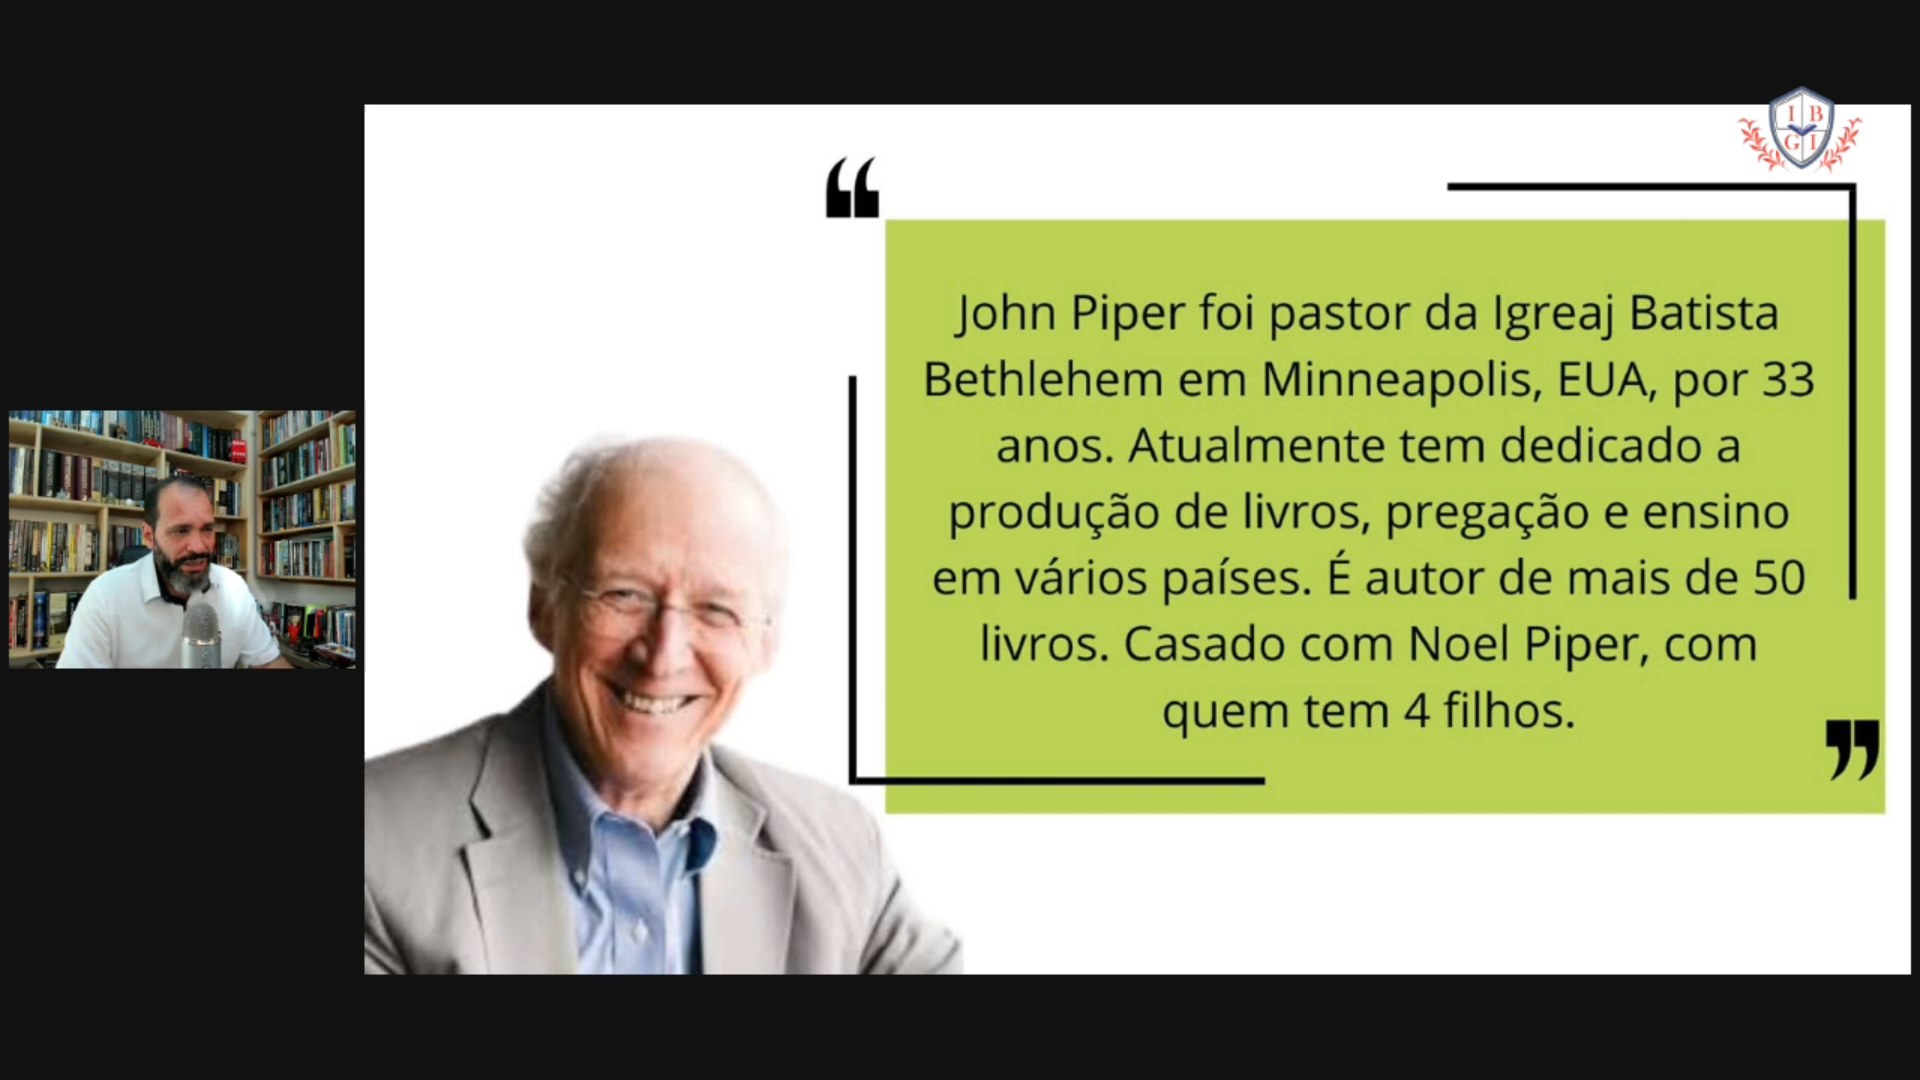 I B
G I
“
John Piper foi pastor da Igreaj Batista
Bethlehem em Minneapolis, EUA, por 33
anos. Atualmente tem dedicado a
produção de livros, pregação e ensino
em vários países. É autor de mais de 50
livros. Casado com Noel Piper, com
quem tem 4 filhos.
”